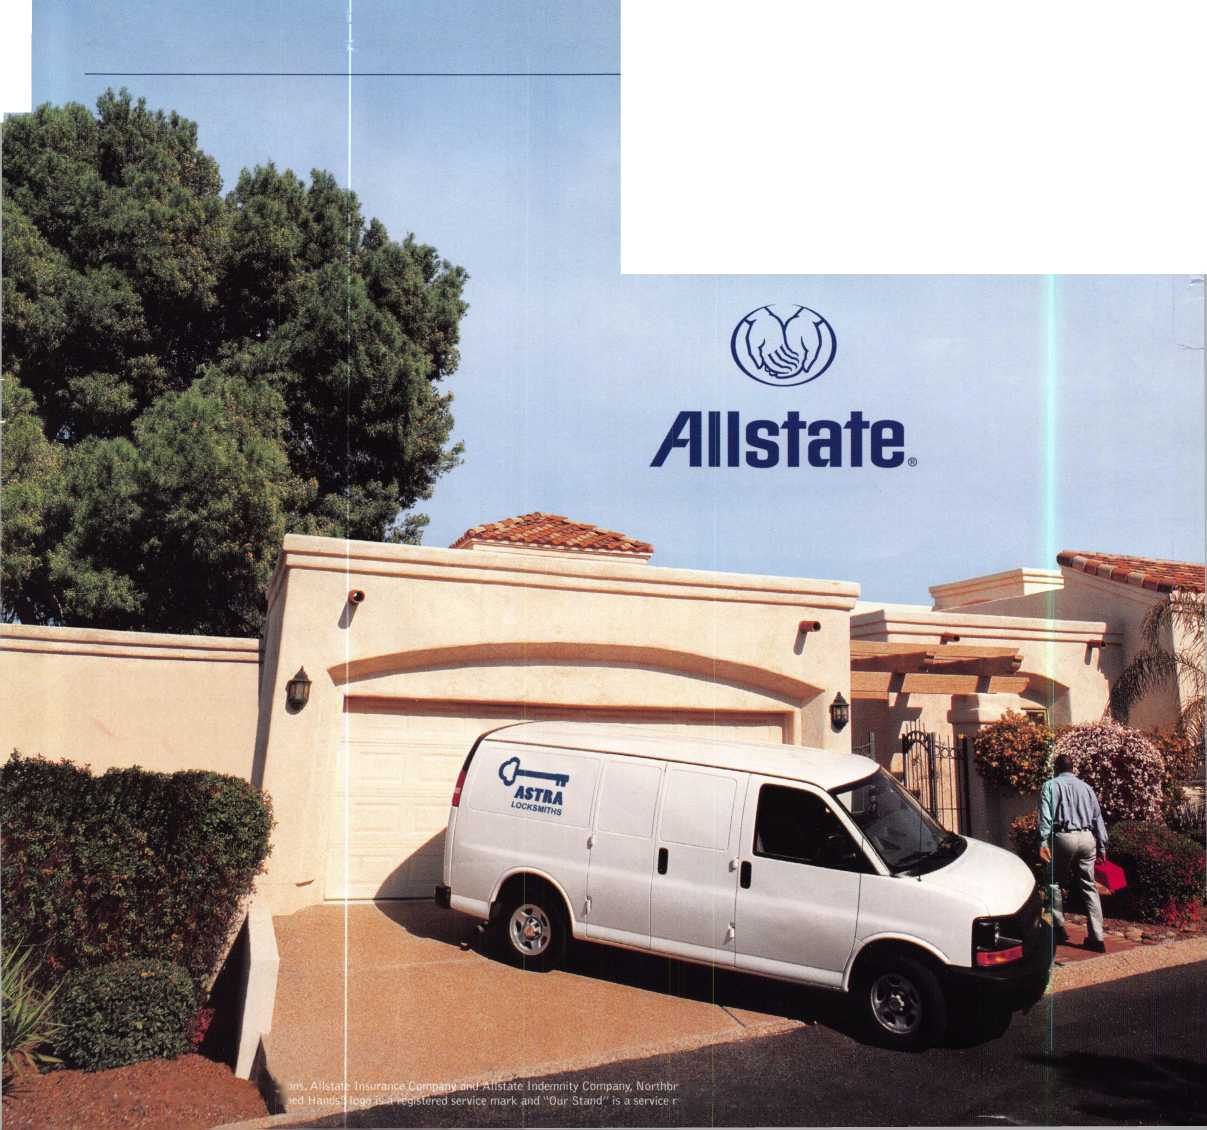 Allstate®
ASTRA
LOCKSMITHS
Allstate Insurance Company and Allstate Indemnity Company,
Hands" logo is a registered service mark and "Our Stand" is a service